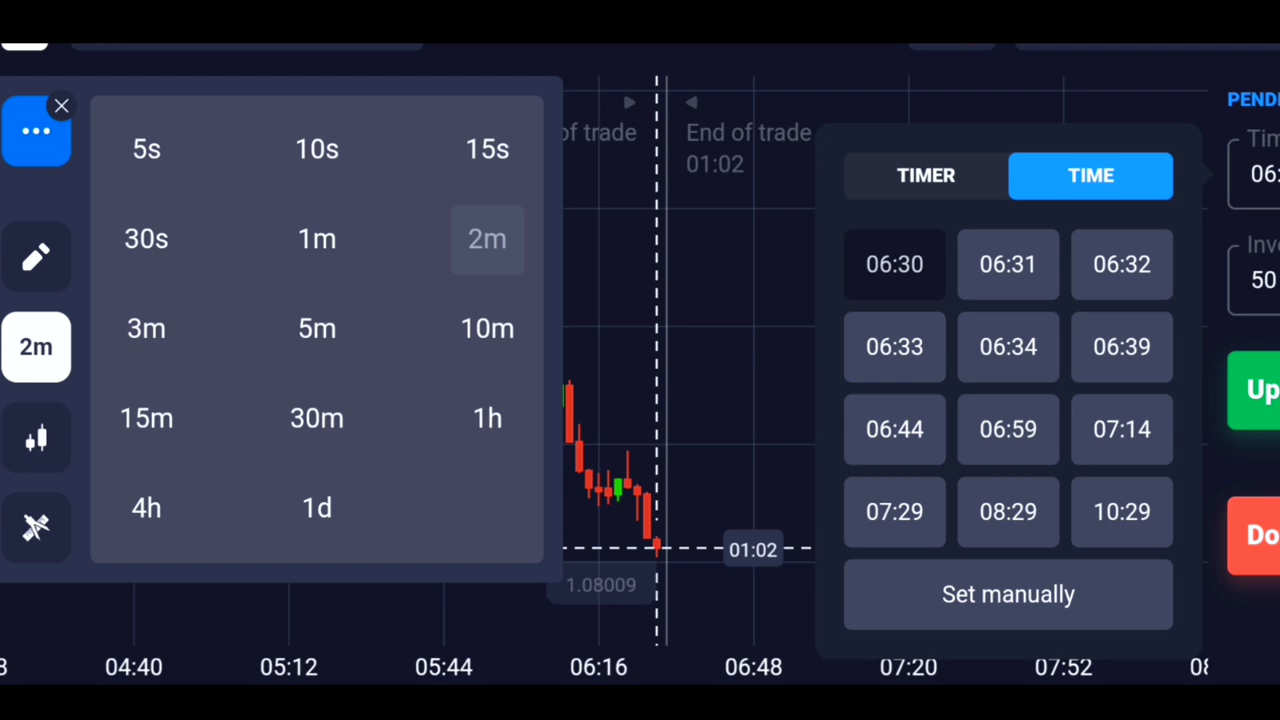 5s 10s 15s
30s 1m 2m
3m 5m 10m
15m 30m 1h
4h 1d
2m
of trade
End of trade
01:02
TIMER TIME
06:30 06:31 06:32
06:33 06:34 06:39
06:44 06:59 07:14
07:29 08:29 10:29
Set manually
PENDI
Tim
06:
Inve
50
Up
Do
01:02
1.08009
04:40 05:12 05:44 06:16 06:48 07:20 07:52